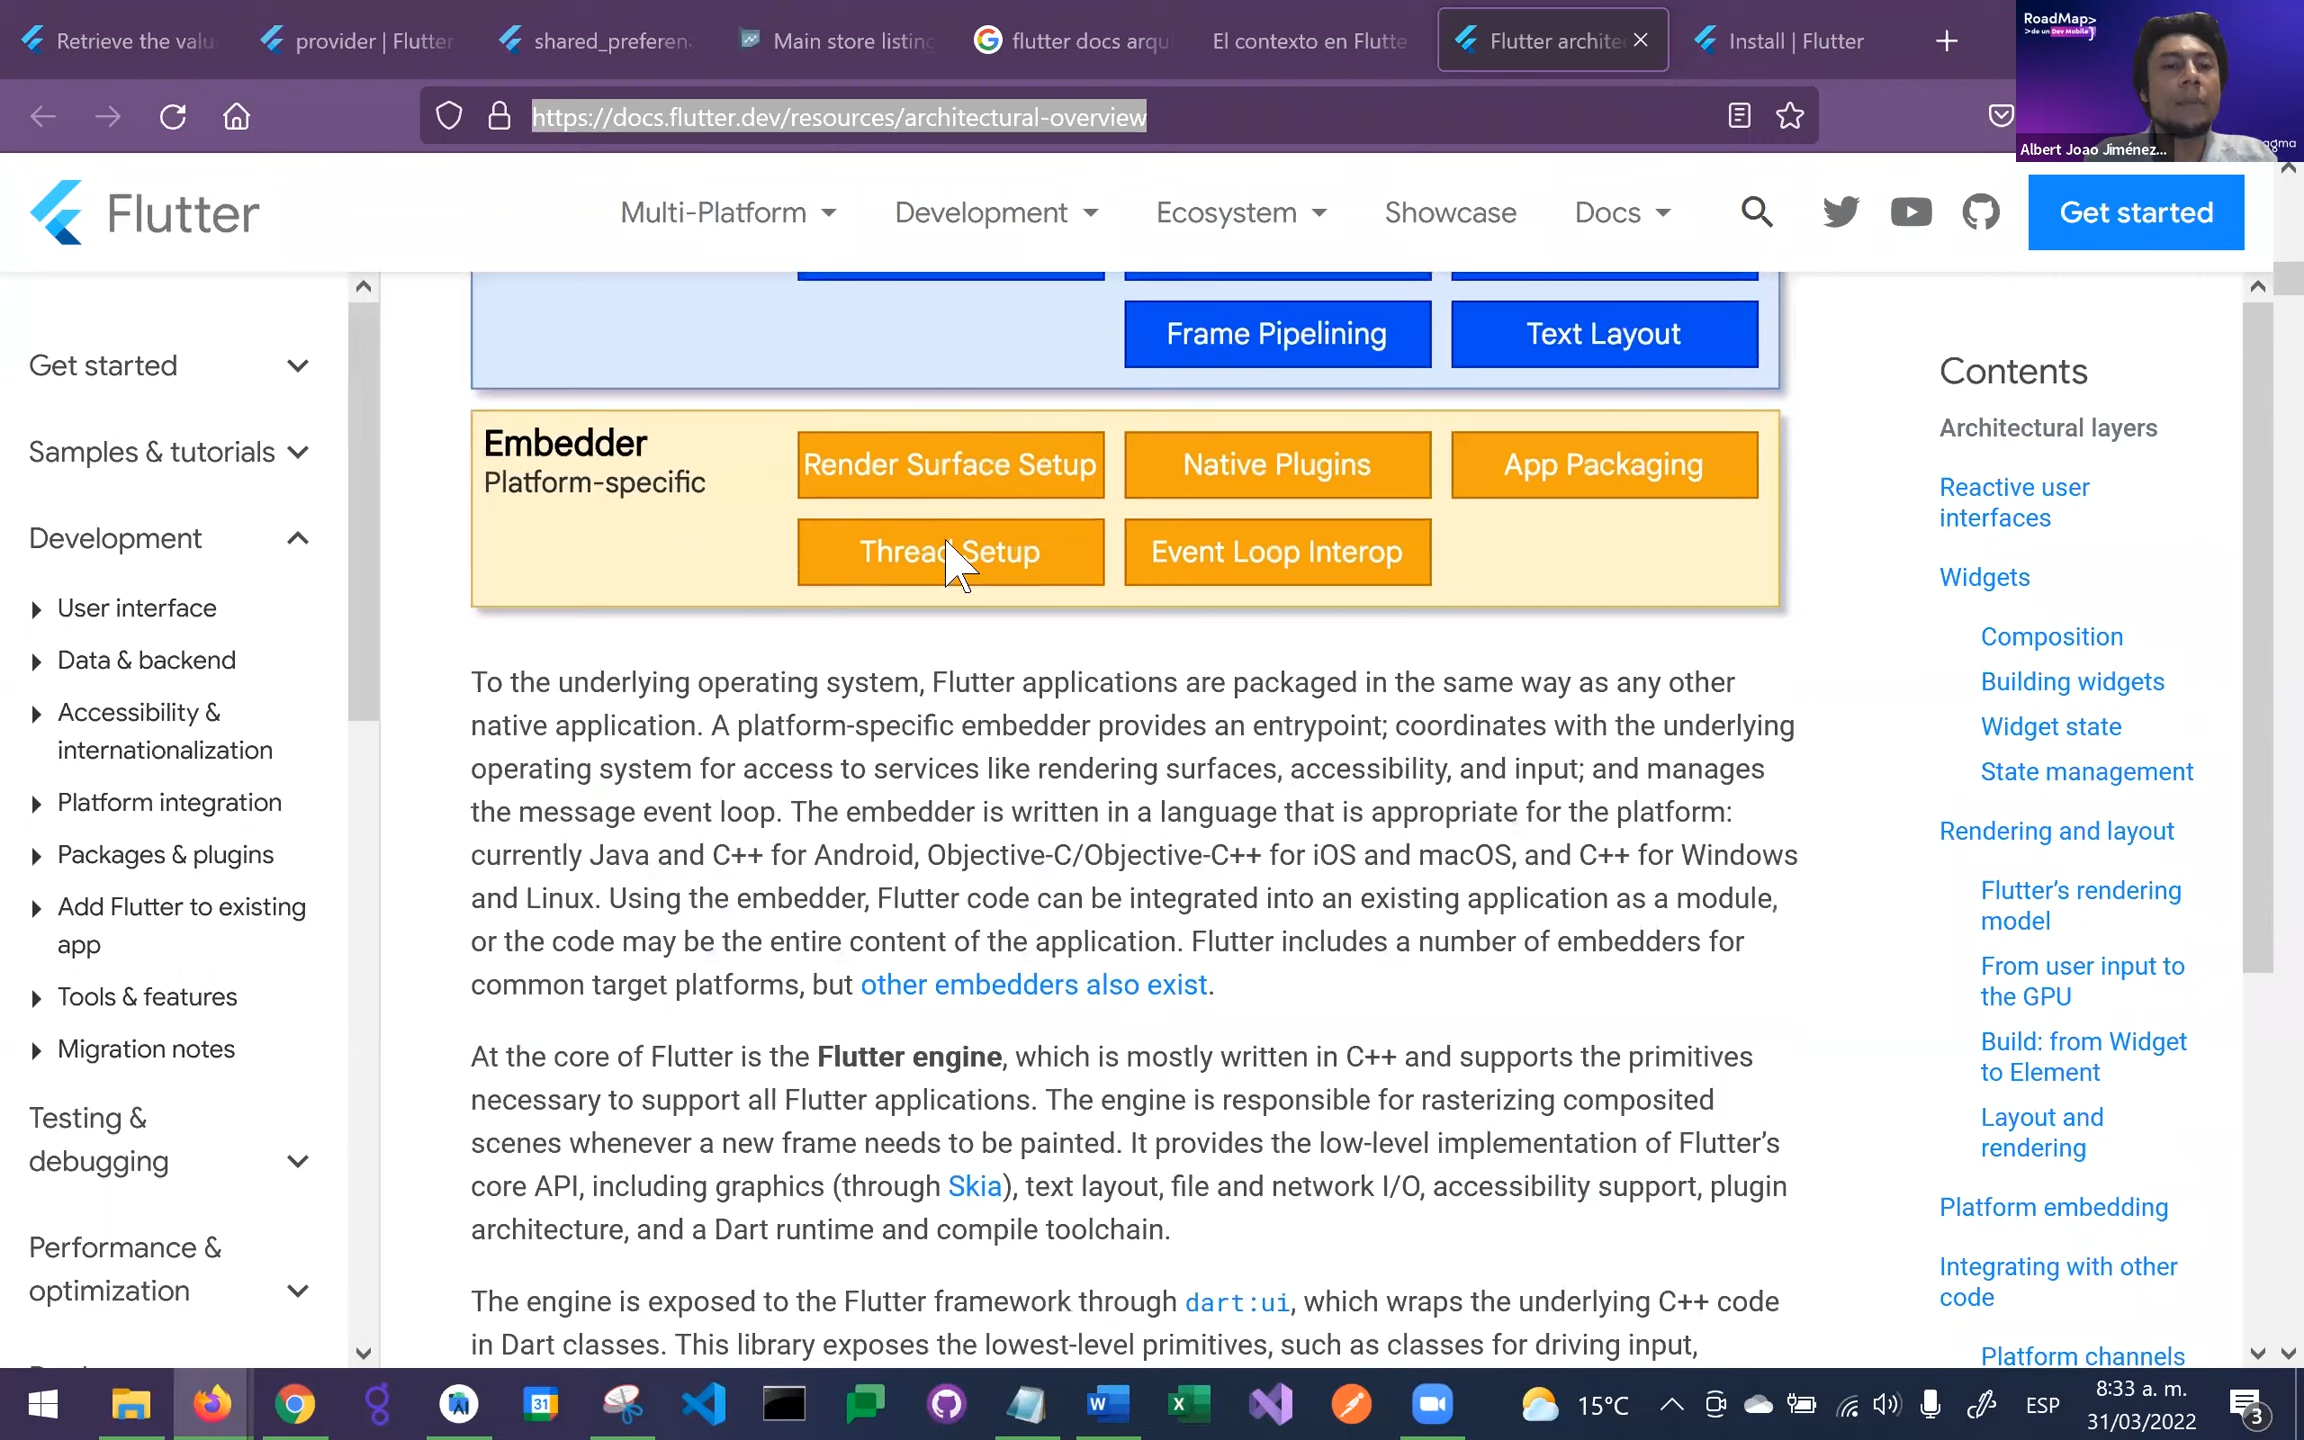 Retrieve the valu
provider | Flutter
shared_preferen
Main store listing
flutter docs arqu
El contexto en Flutte
Flutter archite
Install | Flutter
RoadMap>
>de un Dev Mobile
https://docs.flutter.dev/resources/architectural-overview
Albert Joao Jiménez...
agma
Flutter
Multi-Platform
Development
Ecosystem
Showcase
Docs
Get started
Get started
Samples & tutorials
Development
User interface
Data & backend
Accessibility &
internationalization
Platform integration
Packages & plugins
Add Flutter to existing
app
Tools & features
Migration notes
Testing &
debugging
Performance &
optimization
Frame Pipelining
Text Layout
Embedder
Platform-specific
Render Surface Setup
Native Plugins
App Packaging
Thread Setup
Event Loop Interop
To the underlying operating system, Flutter applications are packaged in the same way as any other
native application. A platform-specific embedder provides an entrypoint; coordinates with the underlying
operating system for access to services like rendering surfaces, accessibility, and input; and manages
the message event loop. The embedder is written in a language that is appropriate for the platform:
currently Java and C++ for Android, Objective-C/Objective-C++ for iOS and macOS, and C++ for Windows
and Linux. Using the embedder, Flutter code can be integrated into an existing application as a module,
or the code may be the entire content of the application. Flutter includes a number of embedders for
common target platforms, but other embedders also exist.
At the core of Flutter is the Flutter engine, which is mostly written in C++ and supports the primitives
necessary to support all Flutter applications. The engine is responsible for rasterizing composited
scenes whenever a new frame needs to be painted. It provides the low-level implementation of Flutter’s
core API, including graphics (through Skia), text layout, file and network I/O, accessibility support, plugin
architecture, and a Dart runtime and compile toolchain.
The engine is exposed to the Flutter framework through dart:ui, which wraps the underlying C++ code
in Dart classes. This library exposes the lowest-level primitives, such as classes for driving input,
Contents
Architectural layers
Reactive user
interfaces
Widgets
Composition
Building widgets
Widget state
State management
Rendering and layout
Flutter’s rendering
model
From user input to
the GPU
Build: from Widget
to Element
Layout and
rendering
Platform embedding
Integrating with other
code
Platform channels
31
15°C
ESP
8:33 a. m.
31/03/2022
3